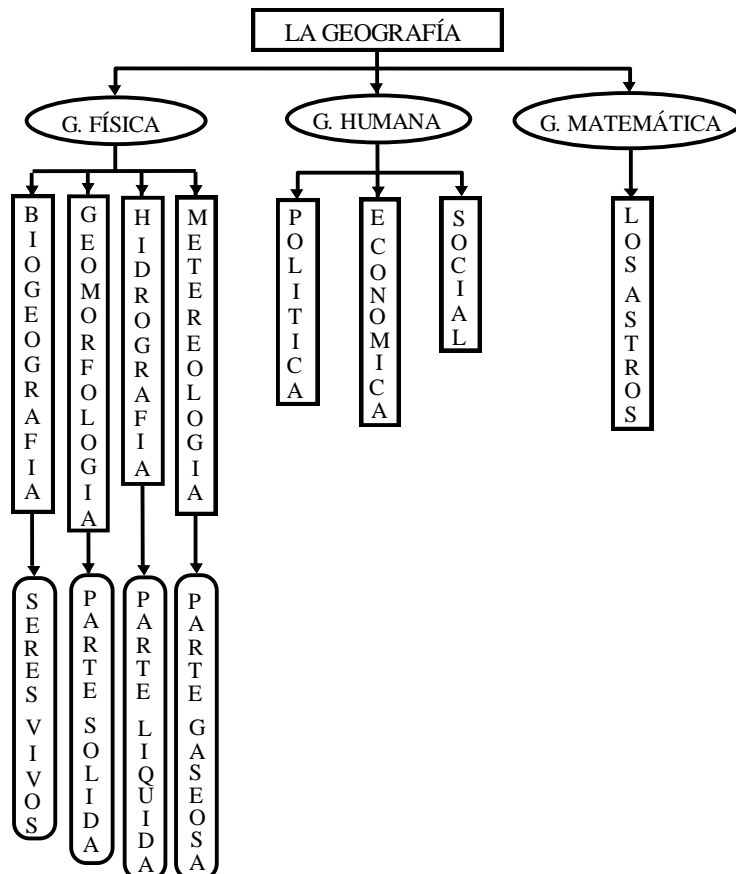 LA GEOGRAFÍA
G. FÍSICA
G. HUMANA
G. MATEMÁTICA
BIOGEOGRAFIA
GEOMORFOLOGIA
HIDROGRAFIA
METEREOLOGIA
POLITICA
ECONOMICA
SOCIAL
LOS ASTROS
SERES VIVOS
PARTE SOLIDA
PARTE LIQUIDA
PARTE GASEOSA